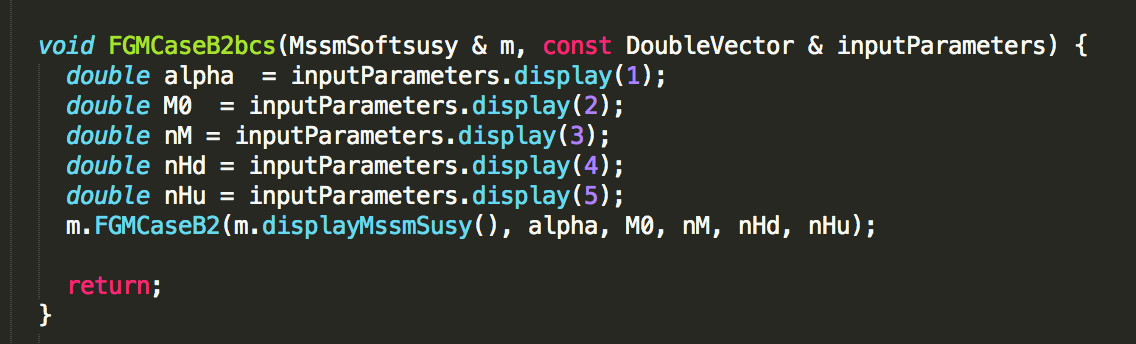 void FGMCaseB2bcs(MssmSoftsusy & m, const DoubleVector & inputParameters) {
  double alpha  = inputParameters.display(1);
  double M0  = inputParameters.display(2);
  double nM = inputParameters.display(3);
  double nHd = inputParameters.display(4);
  double nHu = inputParameters.display(5);
  m.FGMCaseB2(m.displayMssmSusy(), alpha, M0, nM, nHd, nHu);
  return;
}